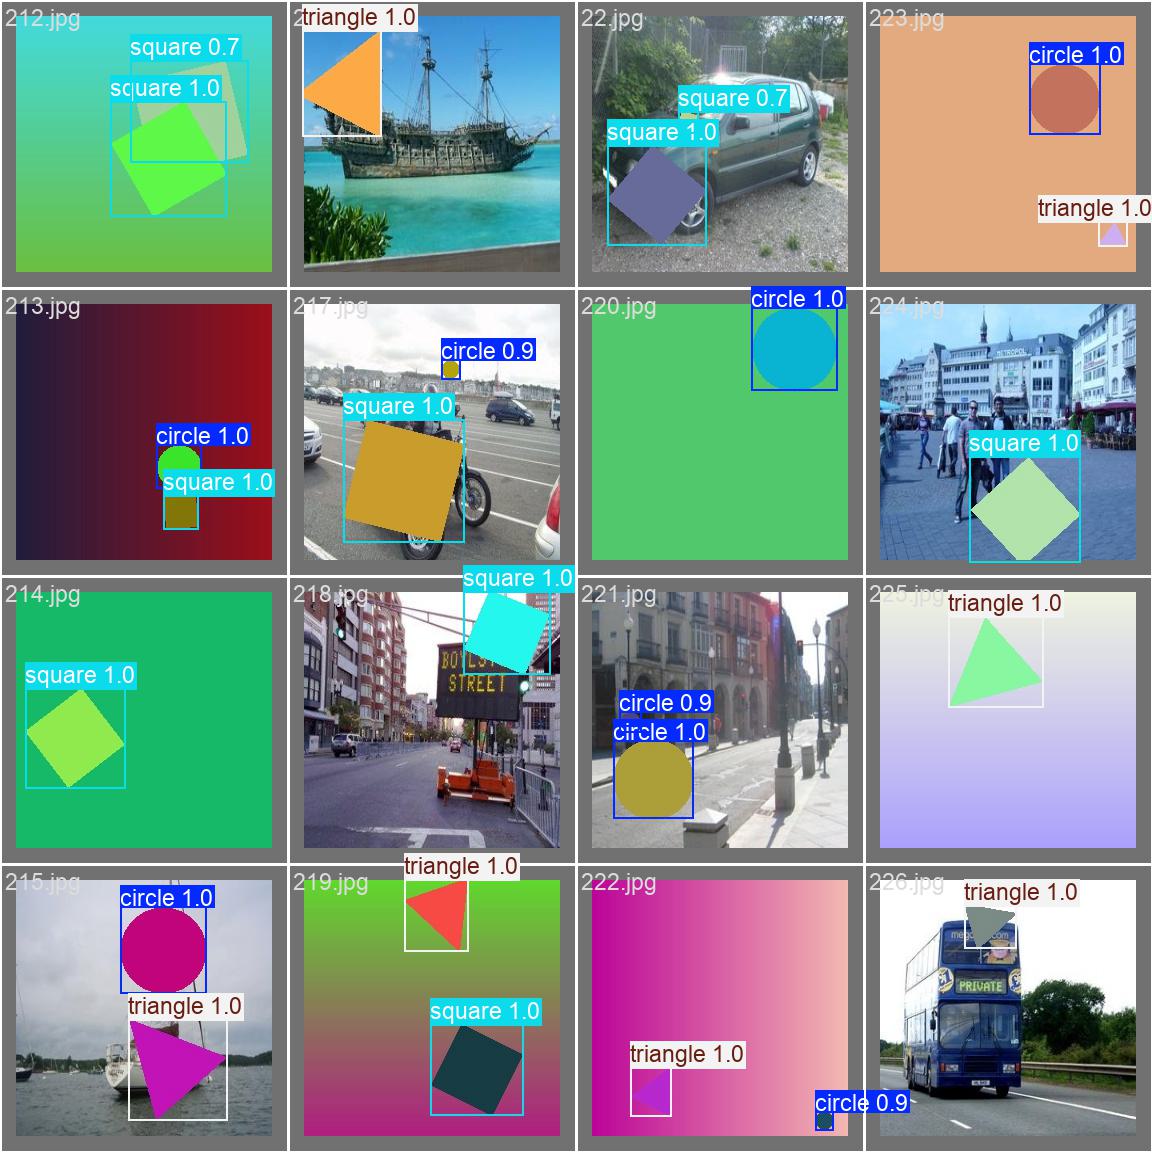 212.jpg
square 0.7
square 1.0
triangle 1.0
22.jpg
square 0.7
square 1.0
223.jpg
circle 1.0
triangle 1.0
213.jpg
circle 1.0
square 1.0
217.jpg
circle 0.9
square 1.0
220.jpg
circle 1.0
224.jpg
METROPOL
square 1.0
214.jpg
square 1.0
218.jpg
square 1.0
STREET
221.jpg
circle 0.9
circle 1.0
225.jpg
triangle 1.0
215.jpg
circle 1.0
triangle 1.0
219.jpg
triangle 1.0
square 1.0
222.jpg
triangle 1.0
circle 0.9
226.jpg
triangle 1.0
PRIVATE